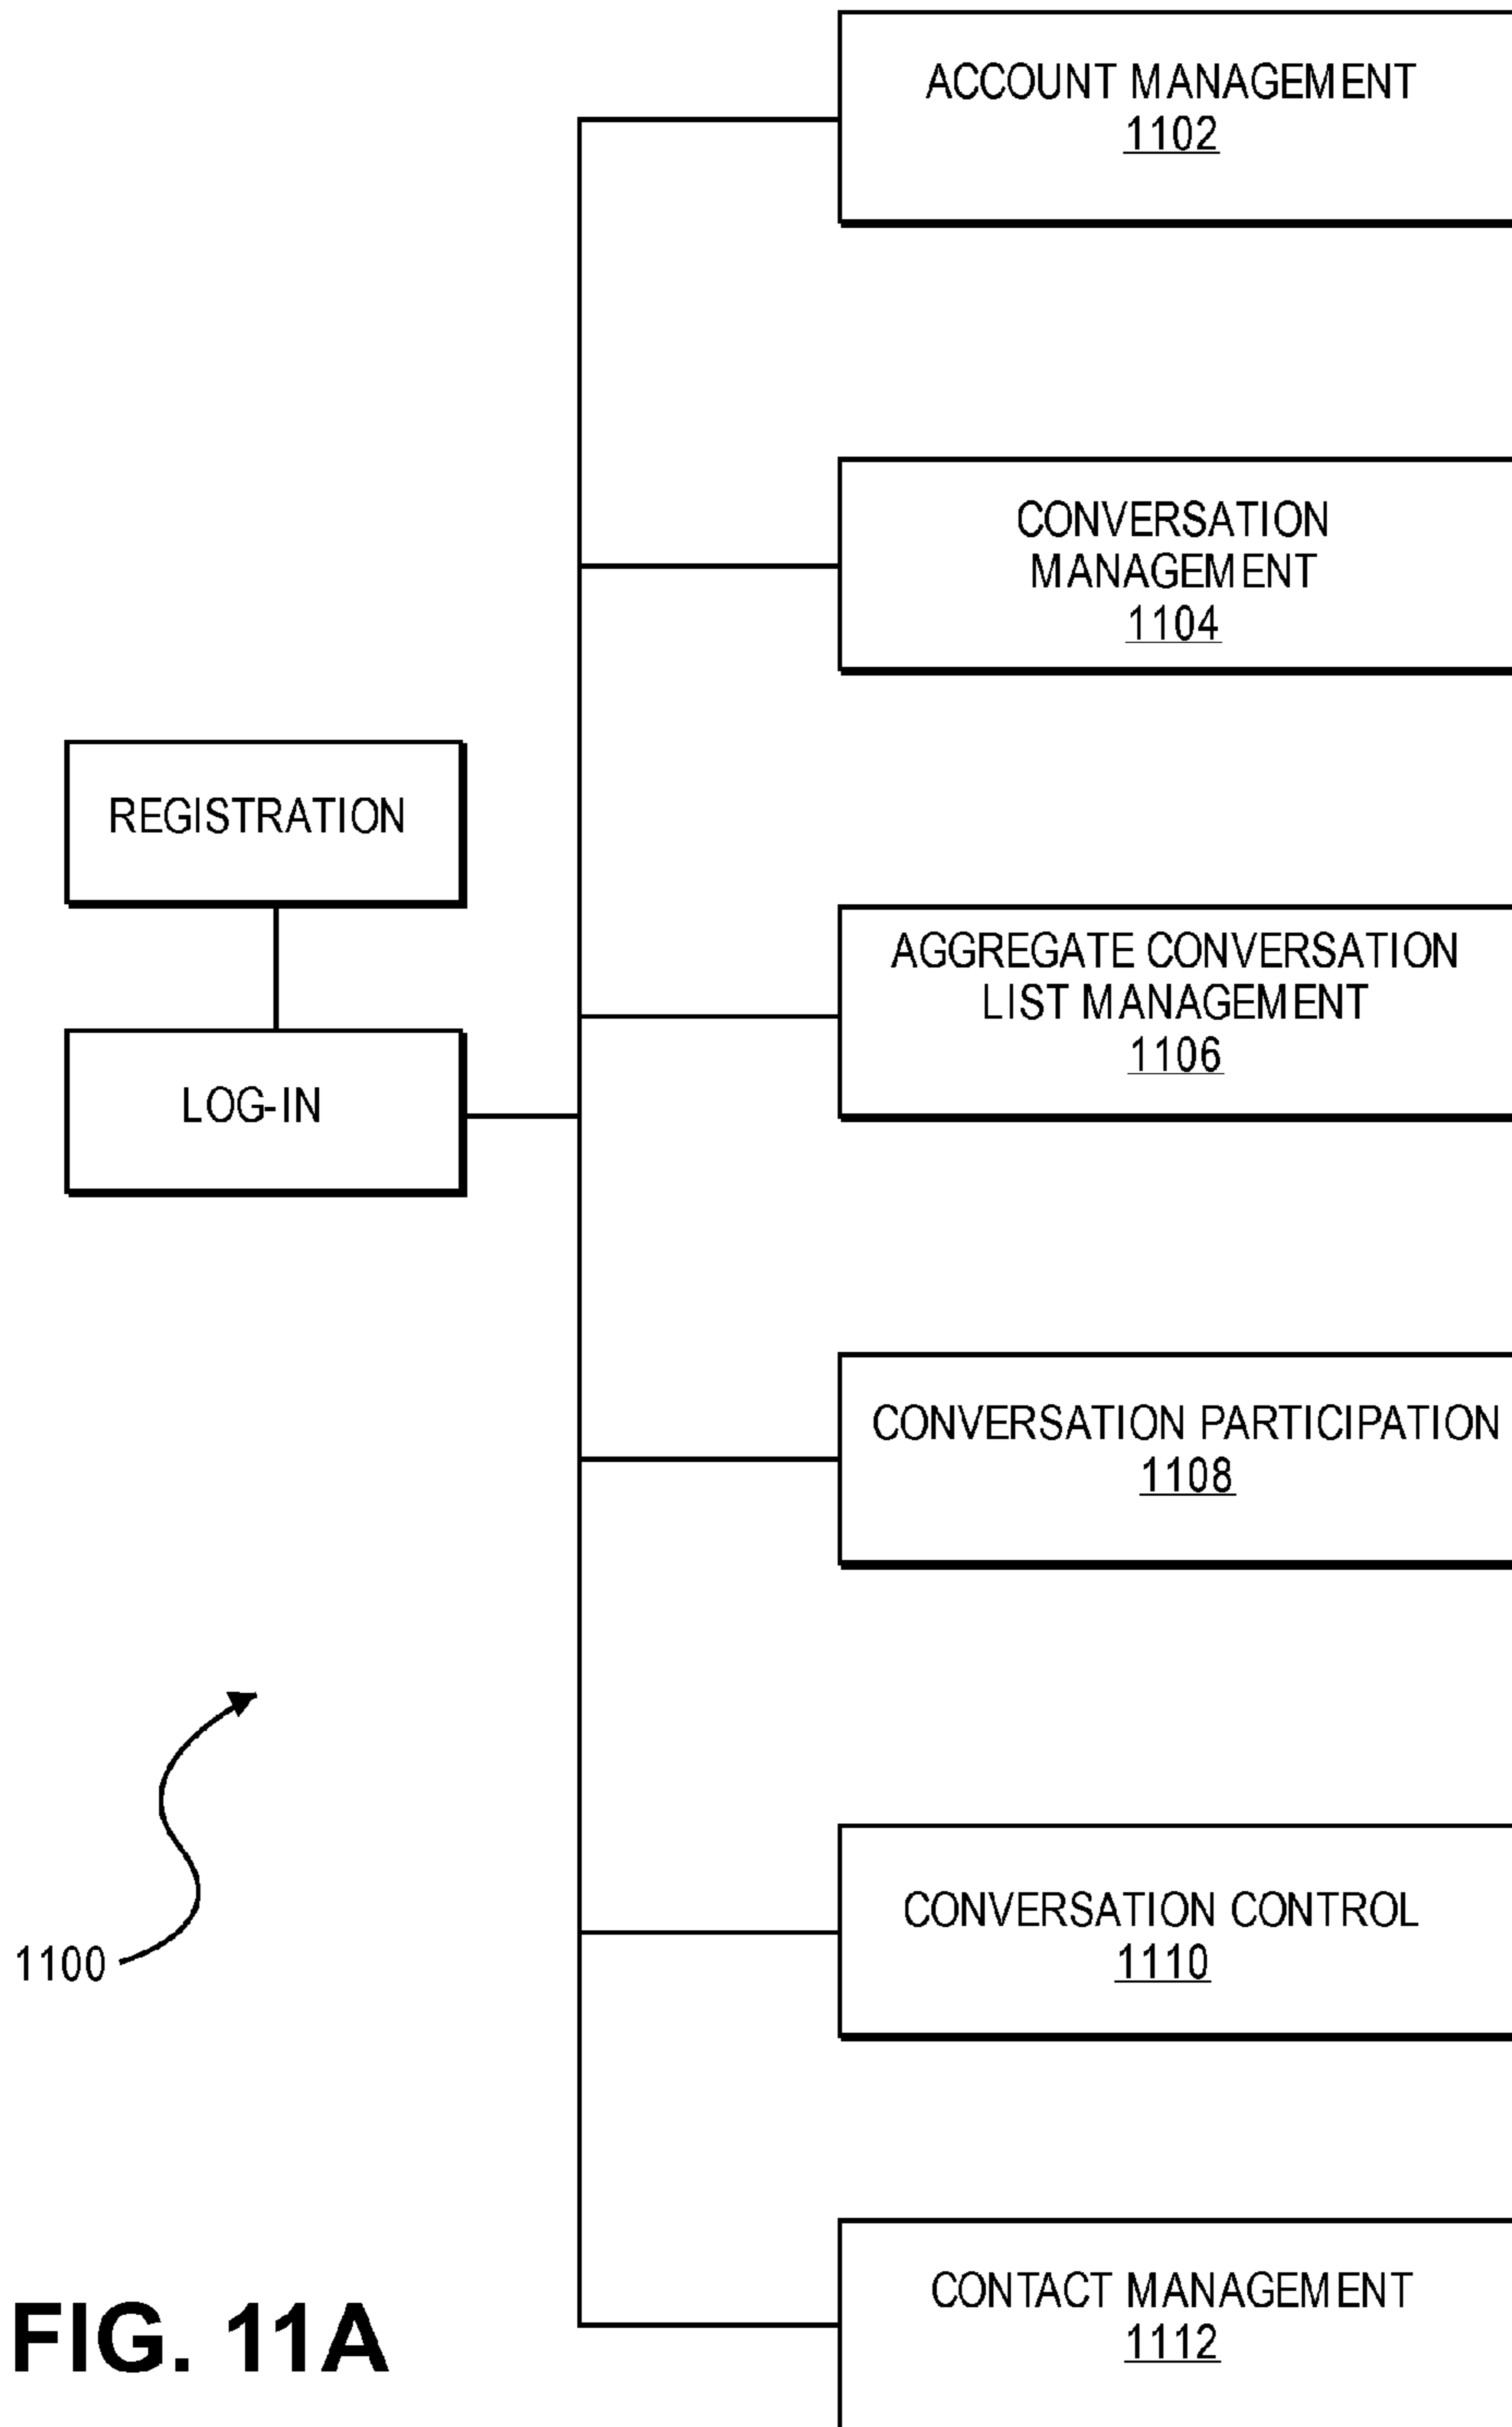 ACCOUNT MANAGEMENT
1102
CONVERSATION
MANAGEMENT
1104
REGISTRATION
AGGREGATE CONVERSATION
LIST MANAGEMENT
1106
LOG-IN
CONVERSATION PARTICIPATION
1108
CONVERSATION CONTROL
1110
1100
CONTACT MANAGEMENT
1112
FIG. 11A